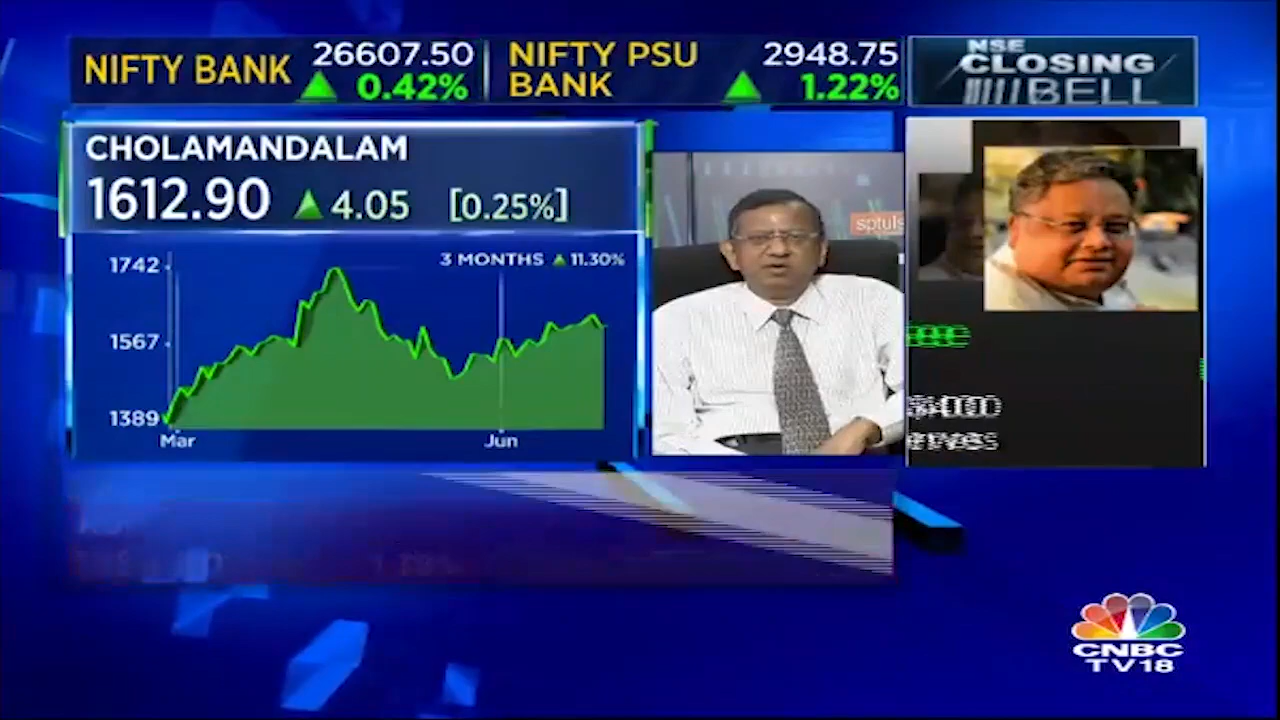 NIFTY BANK
26607.50
▲ 0.42%
NIFTY PSU
BANK
2948.75
▲ 1.22%
NSE
CLOSING
BELL
CHOLAMANDALAM
1612.90 ▲ 4.05 [0.25%]
3 MONTHS ▲ 11.30%
1742
1567
1389
Mar
Jun
sptuls
CNBC
TV18